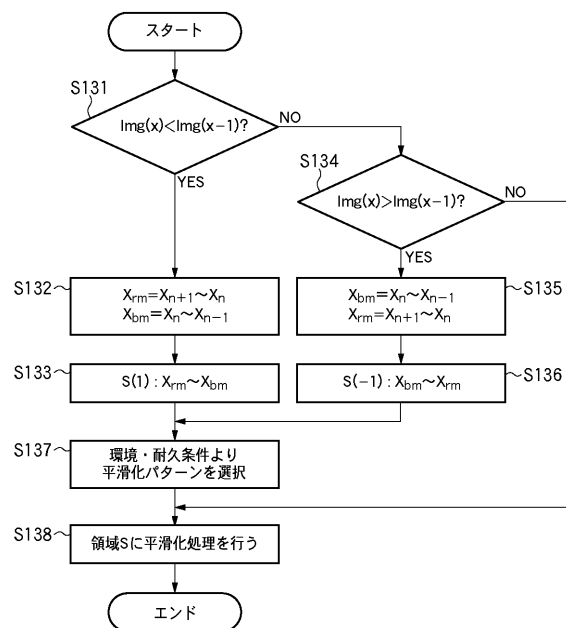 スタート
S131
Img(x)<Img(x−1)?
NO
YES
S134
Img(x)>Img(x−1)?
NO
YES
S132
Xrm=Xn+1~Xn
Xbm=Xn~Xn−1
Xbm=Xn~Xn−1
Xrm=Xn+1~Xn
S135
S133
S(1) : Xrm~Xbm
S(−1) : Xbm~Xrm
S136
S137
環境・耐久条件より
平滑化パターンを選択
S138
領域Sに平滑化処理を行う
エンド